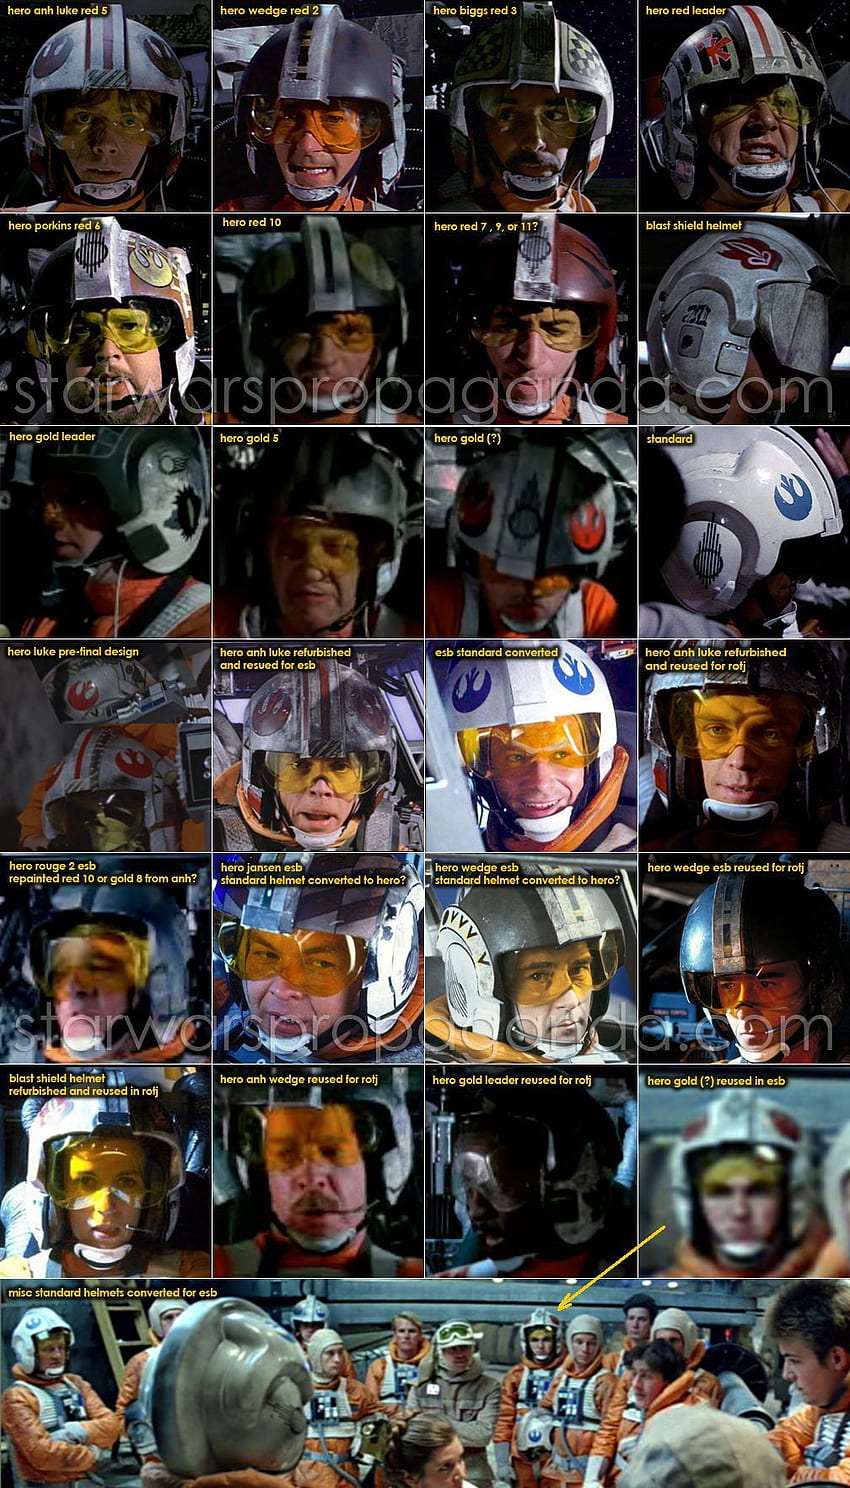 hero anh luke red 5
hero wedge red 2
hero biggs red 3
hero red leader
hero porkins red 6
hero red 10
hero red 7 , 9, or 11?
blast shield helmet
starwarspropaganda.com
hero gold leader
hero gold 5
hero gold (?)
standard
hero luke pre-final design
hero anh luke refurbished
and resued for esb
esb standard converted
hero anh luke refurbished
and reused for rotj
hero rouge 2 esb
repainted red 10 or gold 8 from anh?
hero jansen esb
standard helmet converted to hero?
hero wedge esb
standard helmet converted to hero?
hero wedge esb reused for rotj
starwarspropaganda.com
blast shield helmet
refurbished and reused in rotj
hero anh wedge reused for rotj
hero gold leader reused for rotj
hero gold (?) reused in esb
misc standard helmets converted for esb